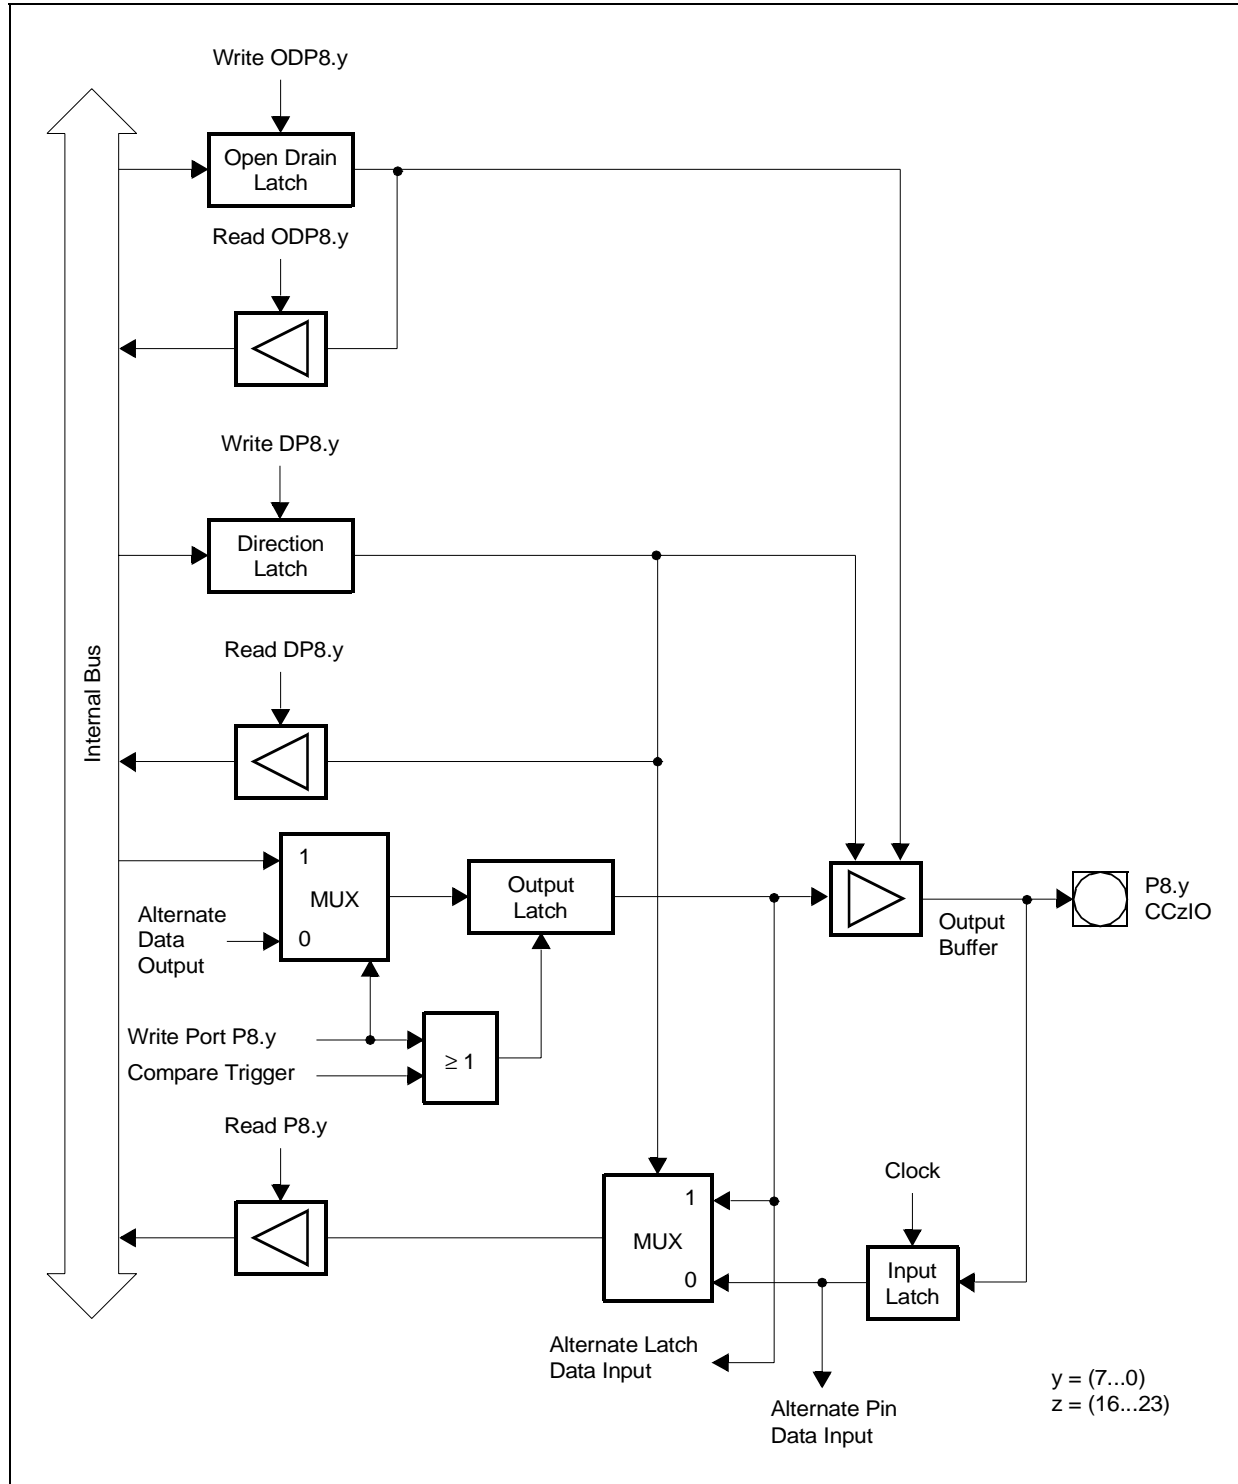 Write ODP8.y
Open Drain
Latch
Read ODP8.y
Write DP8.y
Direction
Latch
Internal Bus
Read DP8.y
1
MUX
0
Alternate
Data
Output
Output
Latch
Output
Buffer
P8.y
CCzIO
Write Port P8.y
Compare Trigger
≥ 1
Read P8.y
1
MUX
0
Clock
Input
Latch
Alternate Latch
Data Input
Alternate Pin
Data Input
y = (7...0)
z = (16...23)